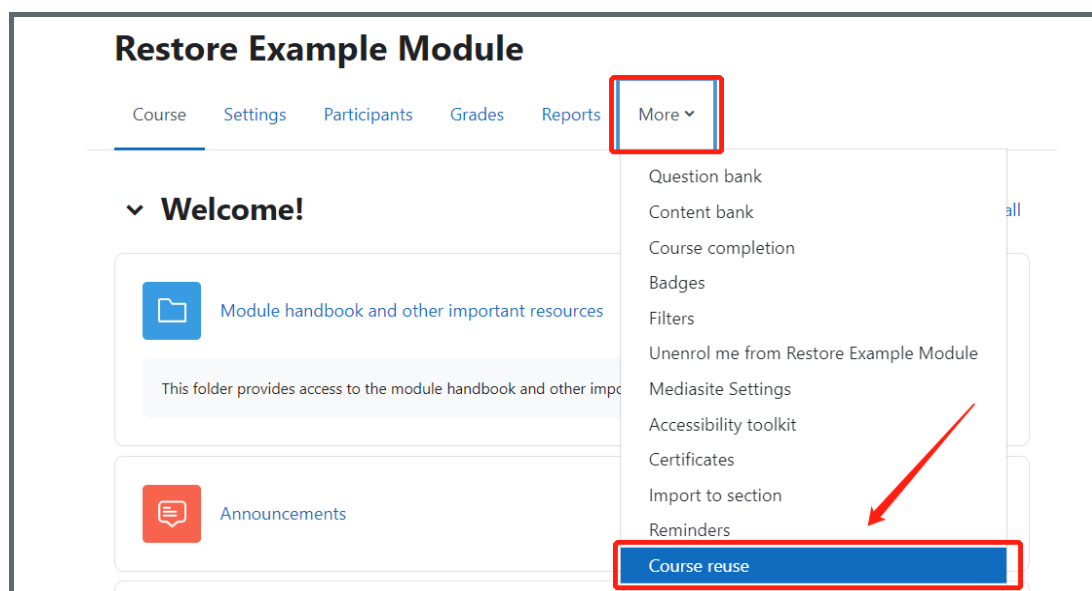 Restore Example Module
Course Settings Participants Grades Reports More
Question bank
Welcome!
Content bank
all
Course completion
Badges
Module handbook and other important resources
Filters
Unenrol me from Restore Example Module
This folder provides access to the module handbook and other
Mediasite Settings
Accessibility toolkit
Certificates
Import to section
Announcements
Reminders
Course reuse